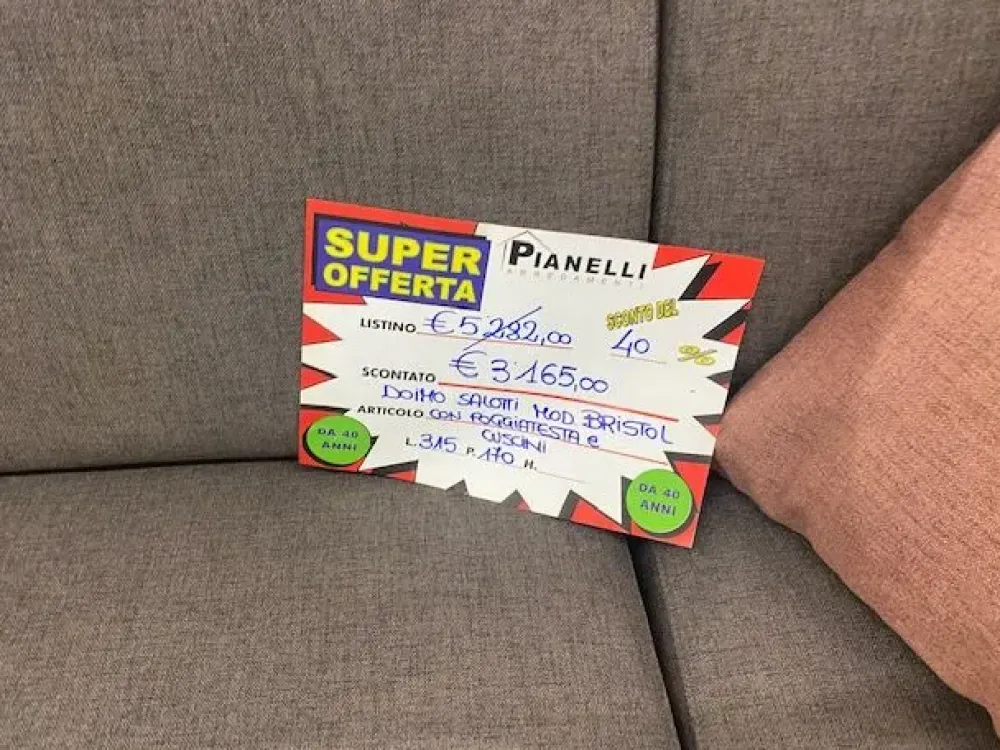 SUPER
OFFERTA
PIANELLI
ARREDAMENTI
LISTINO € 5282,00
SCONTO DEL
40 %
SCONTATO € 3165,00
DOIMO SALOTTI MOD. BRISTOL
ARTICOLO CON POGGIATESTA e
CUSCINI
L. 315 P. 170 H.
DA 40
ANNI
DA 40
ANNI